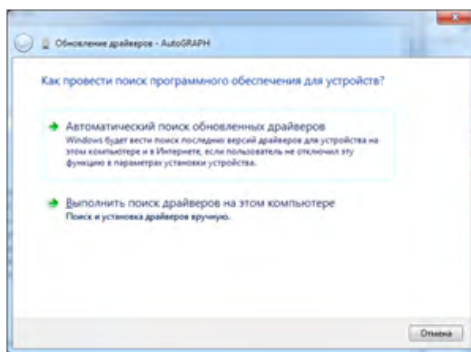 Обновление драйверов - AutoGRAPH
Как провести поиск программного обеспечения для устройств?
Автоматический поиск обновленных драйверов
Windows будет вести поиск последних версий драйверов для устройства на
этом компьютере и в Интернете, если пользователь не отключил эту
функцию в параметрах установки устройства.
Выполнить поиск драйверов на этом компьютере
Поиск и установка драйверов вручную.
Отмена